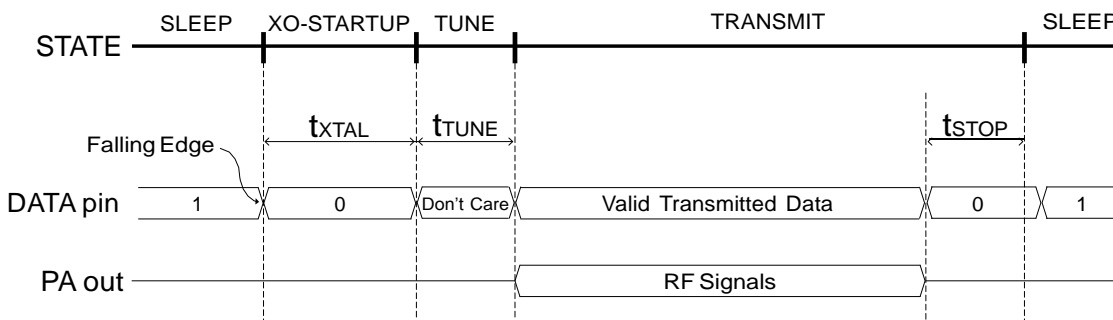 SLEEP XO-STARTUP TUNE TRANSMIT SLEEP
STATE
tXTAL tTUNE tSTOP
Falling Edge
DATA pin 1 0 Don't Care Valid Transmitted Data 0 1
PA out RF Signals